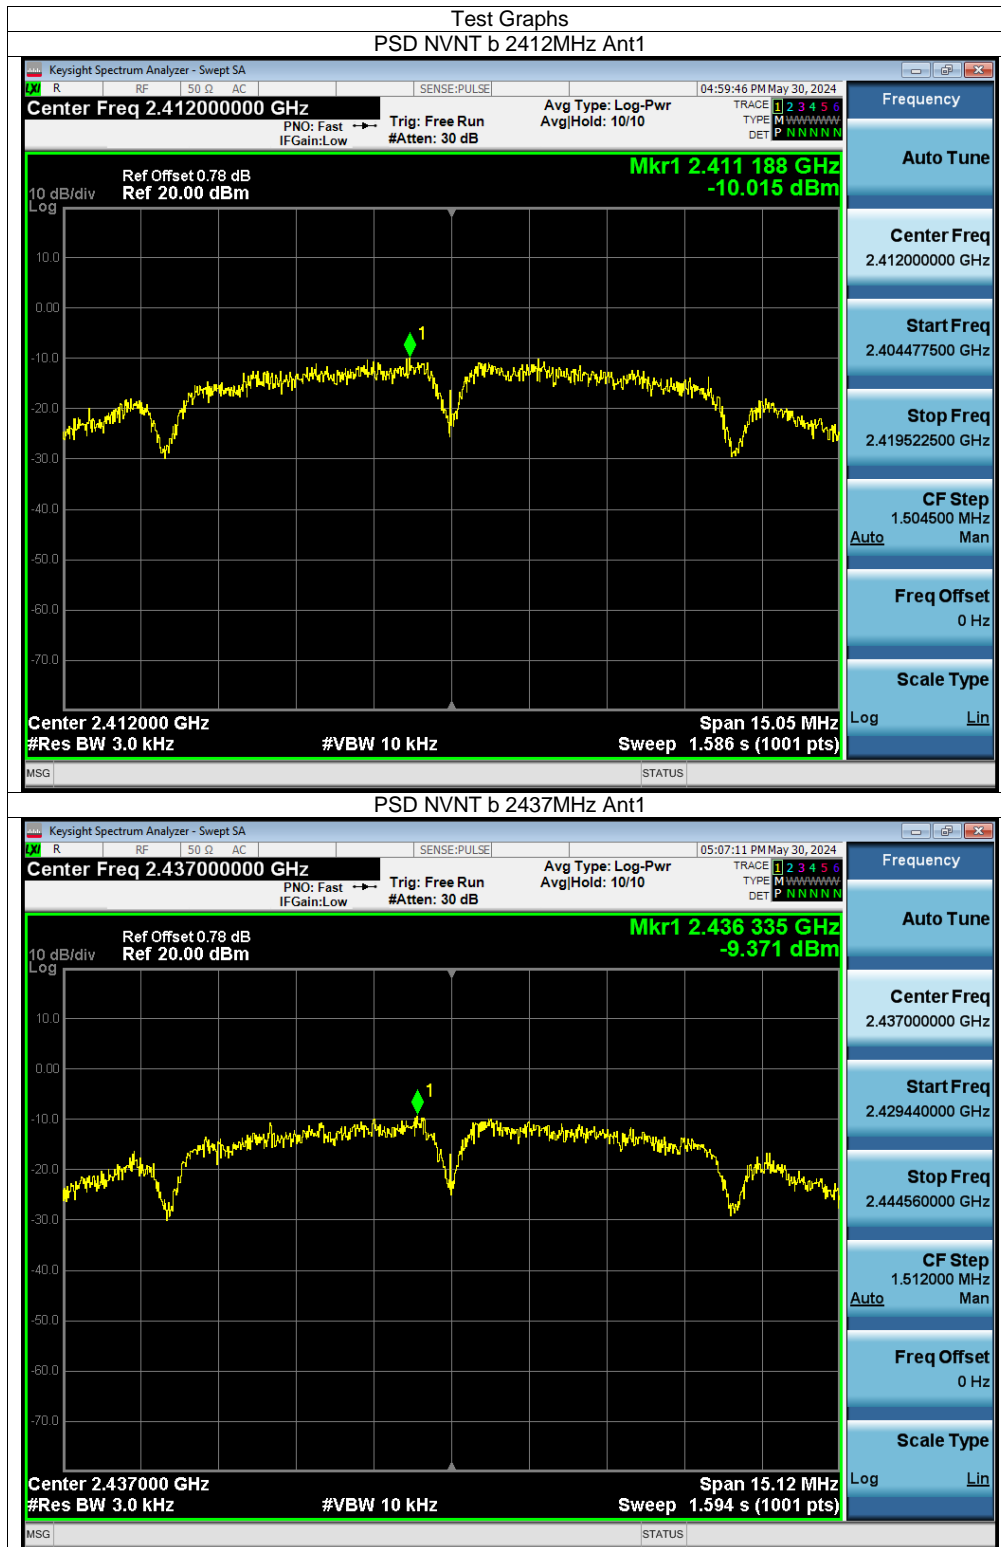 Test Graphs
PSD NVNT b 2412MHz Ant1
Keysight Spectrum Analyzer - Swept SA
LXI R RF 50 Ω AC SENSE:PULSE 04:59:46 PM May 30, 2024
Center Freq 2.412000000 GHz
PNO: Fast
IFGain:Low
Trig: Free Run
#Atten: 30 dB
Avg Type: Log-Pwr
Avg|Hold: 10/10
TRACE 1 2 3 4 5 6
TYPE M WWWWW
DET P N N N N N
Ref Offset 0.78 dB
10 dB/div Ref 20.00 dBm
Log
Mkr1 2.411 188 GHz
-10.015 dBm
10.0
0.00
1
-10.0
-20.0
-30.0
-40.0
-50.0
-60.0
-70.0
Center 2.412000 GHz Span 15.05 MHz
#Res BW 3.0 kHz #VBW 10 kHz Sweep 1.586 s (1001 pts)
MSG STATUS
Frequency
Auto Tune
Center Freq
2.412000000 GHz
Start Freq
2.404477500 GHz
Stop Freq
2.419522500 GHz
CF Step
1.504500 MHz
Auto Man
Freq Offset
0 Hz
Scale Type
Log Lin
PSD NVNT b 2437MHz Ant1
Keysight Spectrum Analyzer - Swept SA
LXI R RF 50 Ω AC SENSE:PULSE 05:07:11 PM May 30, 2024
Center Freq 2.437000000 GHz
PNO: Fast
IFGain:Low
Trig: Free Run
#Atten: 30 dB
Avg Type: Log-Pwr
Avg|Hold: 10/10
TRACE 1 2 3 4 5 6
TYPE M WWWWW
DET P N N N N N
Ref Offset 0.78 dB
10 dB/div Ref 20.00 dBm
Log
Mkr1 2.436 335 GHz
-9.371 dBm
10.0
0.00
1
-10.0
-20.0
-30.0
-40.0
-50.0
-60.0
-70.0
Center 2.437000 GHz Span 15.12 MHz
#Res BW 3.0 kHz #VBW 10 kHz Sweep 1.594 s (1001 pts)
MSG STATUS
Frequency
Auto Tune
Center Freq
2.437000000 GHz
Start Freq
2.429440000 GHz
Stop Freq
2.444560000 GHz
CF Step
1.512000 MHz
Auto Man
Freq Offset
0 Hz
Scale Type
Log Lin